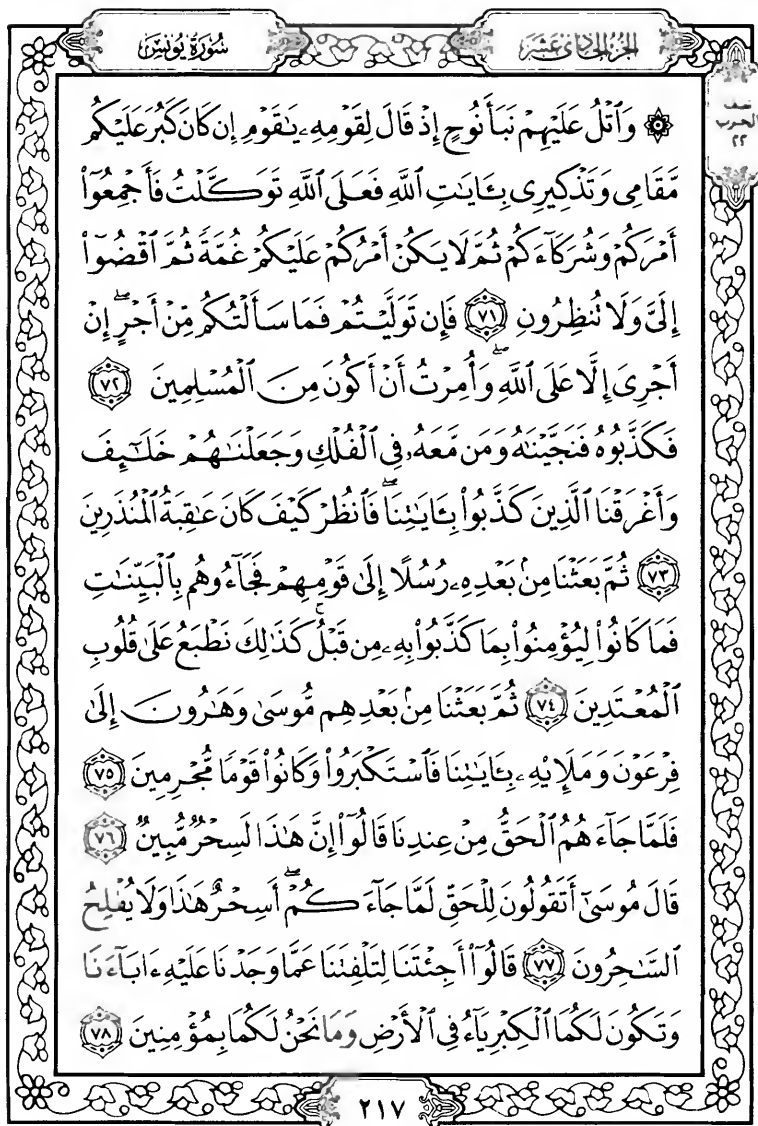 سُورَةُ يُونُسَ
الجُزْءُ الحَادِي عَشَرَ
نصف
الحزب
٢٢
۞ وَٱتْلُ عَلَيْهِمْ نَبَأَ نُوحٍ إِذْ قَالَ لِقَوْمِهِۦ يَٰقَوْمِ إِن كَانَ كَبُرَ عَلَيْكُم
مَّقَامِى وَتَذْكِيرِى بِـَٔايَٰتِ ٱللَّهِ فَعَلَى ٱللَّهِ تَوَكَّلْتُ فَأَجْمِعُوٓا۟
أَمْرَكُمْ وَشُرَكَآءَكُمْ ثُمَّ لَا يَكُنْ أَمْرُكُمْ عَلَيْكُمْ غُمَّةً ثُمَّ ٱقْضُوٓا۟
إِلَىَّ وَلَا تُنظِرُونِ ٧١ فَإِن تَوَلَّيْتُمْ فَمَا سَأَلْتُكُم مِّنْ أَجْرٍ ۖ إِنْ
أَجْرِىَ إِلَّا عَلَى ٱللَّهِ ۖ وَأُمِرْتُ أَنْ أَكُونَ مِنَ ٱلْمُسْلِمِينَ ٧٢
فَكَذَّبُوهُ فَنَجَّيْنَٰهُ وَمَن مَّعَهُۥ فِى ٱلْفُلْكِ وَجَعَلْنَٰهُمْ خَلَٰٓئِفَ
وَأَغْرَقْنَا ٱلَّذِينَ كَذَّبُوا۟ بِـَٔايَٰتِنَا ۖ فَٱنظُرْ كَيْفَ كَانَ عَٰقِبَةُ ٱلْمُنذَرِينَ
٧٣ ثُمَّ بَعَثْنَا مِنۢ بَعْدِهِۦ رُسُلًا إِلَىٰ قَوْمِهِمْ فَجَآءُوهُم بِٱلْبَيِّنَٰتِ
فَمَا كَانُوا۟ لِيُؤْمِنُوا۟ بِمَا كَذَّبُوا۟ بِهِۦ مِن قَبْلُ ۚ كَذَٰلِكَ نَطْبَعُ عَلَىٰ قُلُوبِ
ٱلْمُعْتَدِينَ ٧٤ ثُمَّ بَعَثْنَا مِنۢ بَعْدِهِم مُّوسَىٰ وَهَٰرُونَ إِلَىٰ
فِرْعَوْنَ وَمَلَإِي۟هِۦ بِـَٔايَٰتِنَا فَٱسْتَكْبَرُوا۟ وَكَانُوا۟ قَوْمًا مُّجْرِمِينَ ٧٥
فَلَمَّا جَآءَهُمُ ٱلْحَقُّ مِنْ عِندِنَا قَالُوٓا۟ إِنَّ هَٰذَا لَسِحْرٌ مُّبِينٌ ٧٦
قَالَ مُوسَىٰٓ أَتَقُولُونَ لِلْحَقِّ لَمَّا جَآءَكُمْ ۖ أَسِحْرٌ هَٰذَا وَلَا يُفْلِحُ
ٱلسَّٰحِرُونَ ٧٧ قَالُوٓا۟ أَجِئْتَنَا لِتَلْفِتَنَا عَمَّا وَجَدْنَا عَلَيْهِ ءَابَآءَنَا
وَتَكُونَ لَكُمَا ٱلْكِبْرِيَآءُ فِى ٱلْأَرْضِ وَمَا نَحْنُ لَكُمَا بِمُؤْمِنِينَ ٧٨
٢١٧